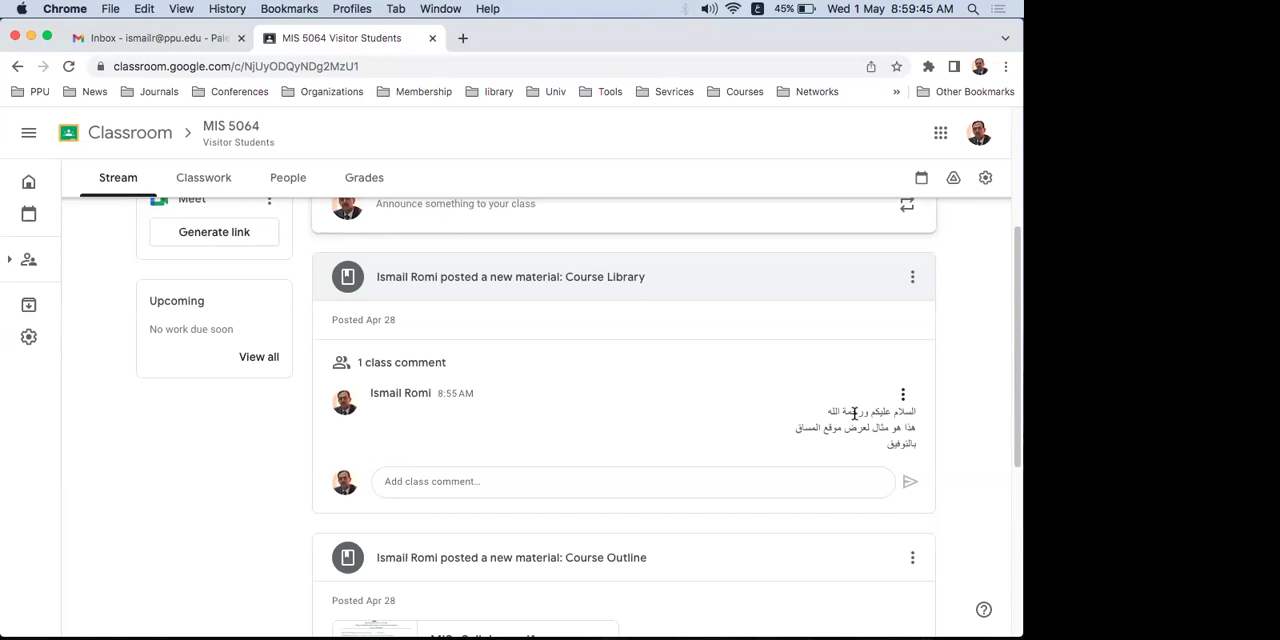 Chrome File Edit View History Bookmarks Profiles Tab Window Help
45% Wed 1 May 8:59:45 AM
Inbox - ismailr@ppu.edu - Pale
MIS 5064 Visitor Students
classroom.google.com/c/NjUyODQyNDg2MzU1
PPU News Journals Conferences Organizations Membership library Univ Tools Sevrices Courses Networks » Other Bookmarks
Classroom > MIS 5064
Visitor Students
Stream Classwork People Grades
Meet
Generate link
Announce something to your class
Upcoming
No work due soon
View all
Ismail Romi posted a new material: Course Library
Posted Apr 28
1 class comment
Ismail Romi 8:55 AM
السلام عليكم ورحمة الله
هذا هو مثال لعرض موقع المساق
بالتوفيق
Add class comment...
Ismail Romi posted a new material: Course Outline
Posted Apr 28